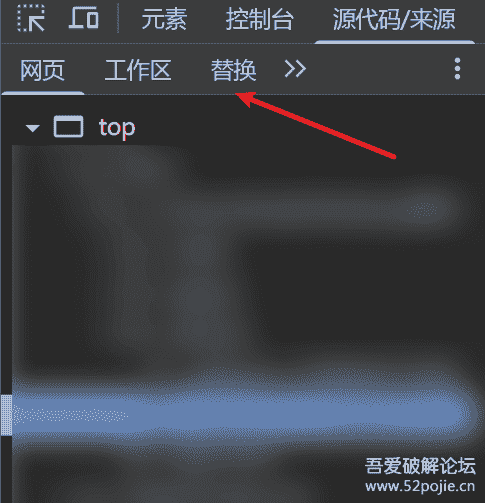 元素 控制台 源代码/来源
网页 工作区 替换
top
吾爱破解论坛
www.52pojie.cn